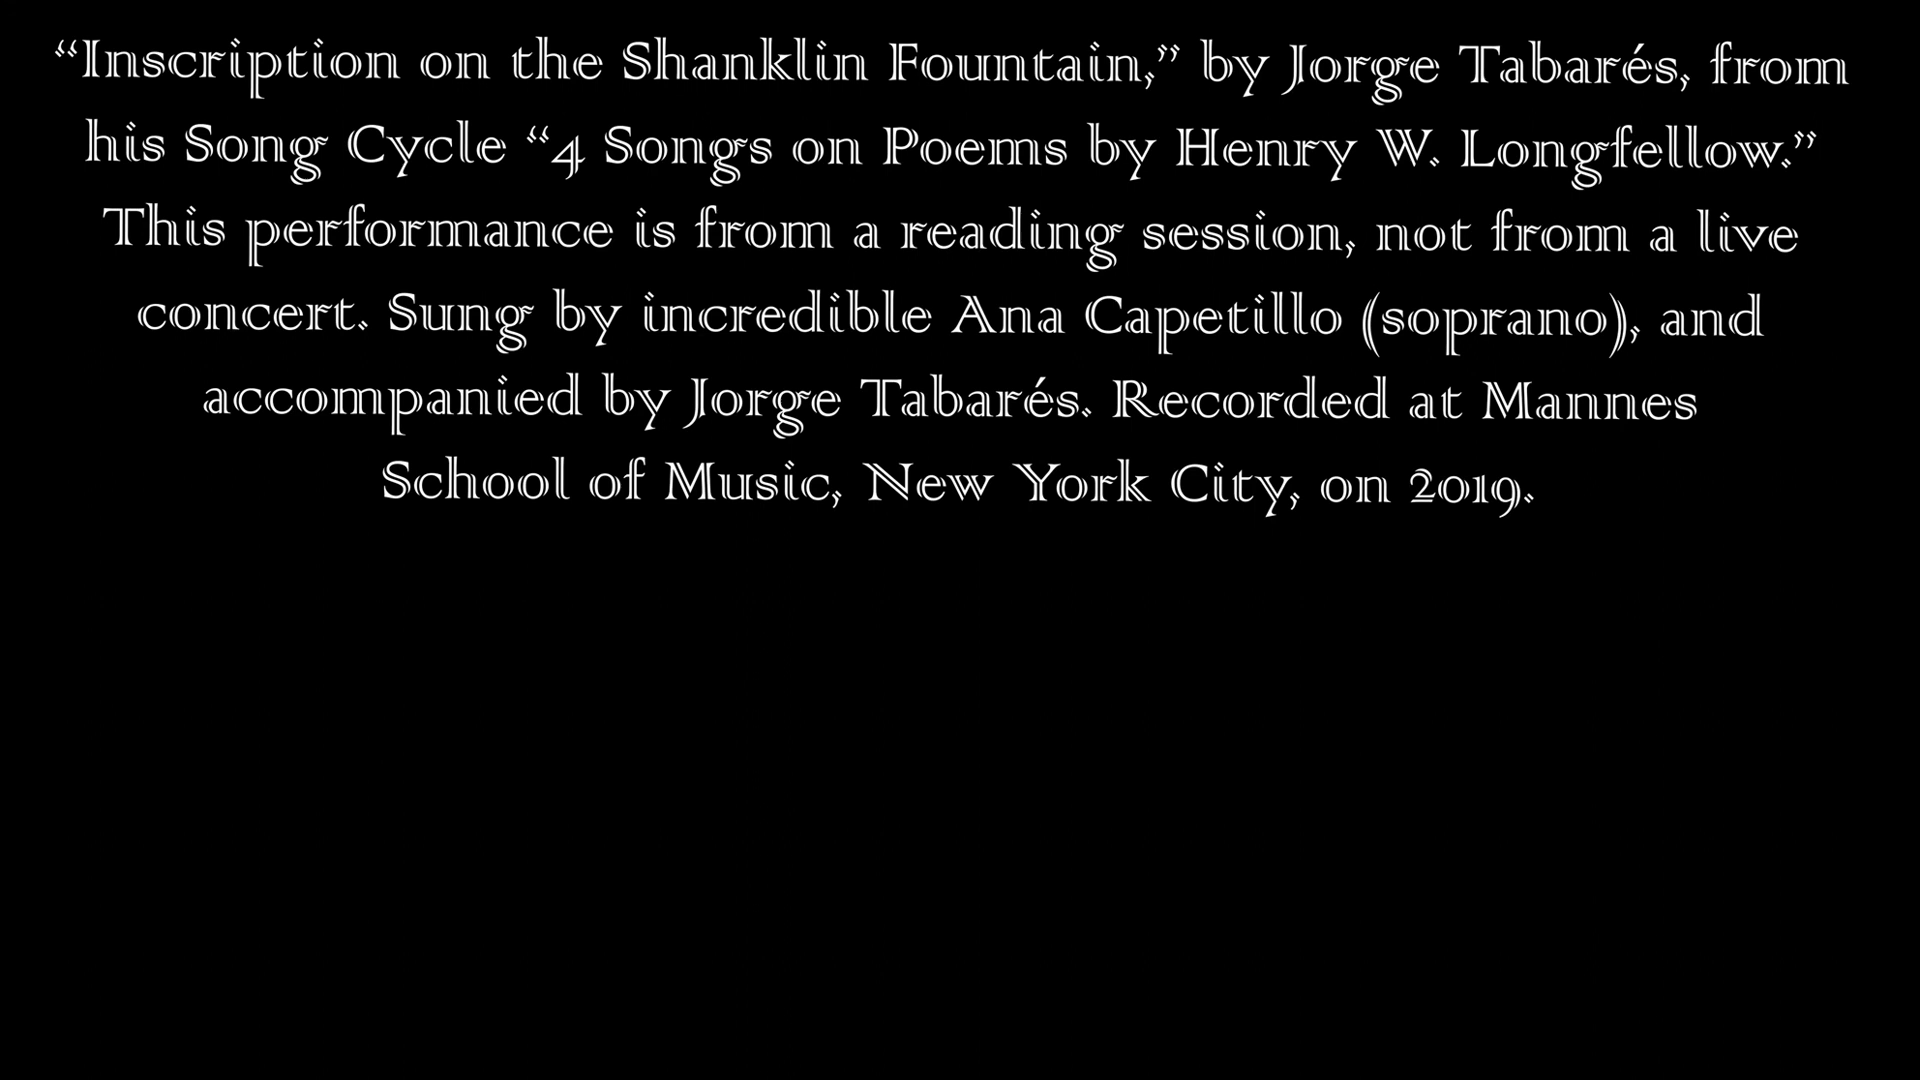 “Inscription on the Shanklin Fountain,” by Jorge Tabarés, from
his Song Cycle “4 Songs on Poems by Henry W. Longfellow.”
This performance is from a reading session, not from a live
concert. Sung by incredible Ana Capetillo (soprano), and
accompanied by Jorge Tabarés. Recorded at Mannes
School of Music, New York City, on 2019.